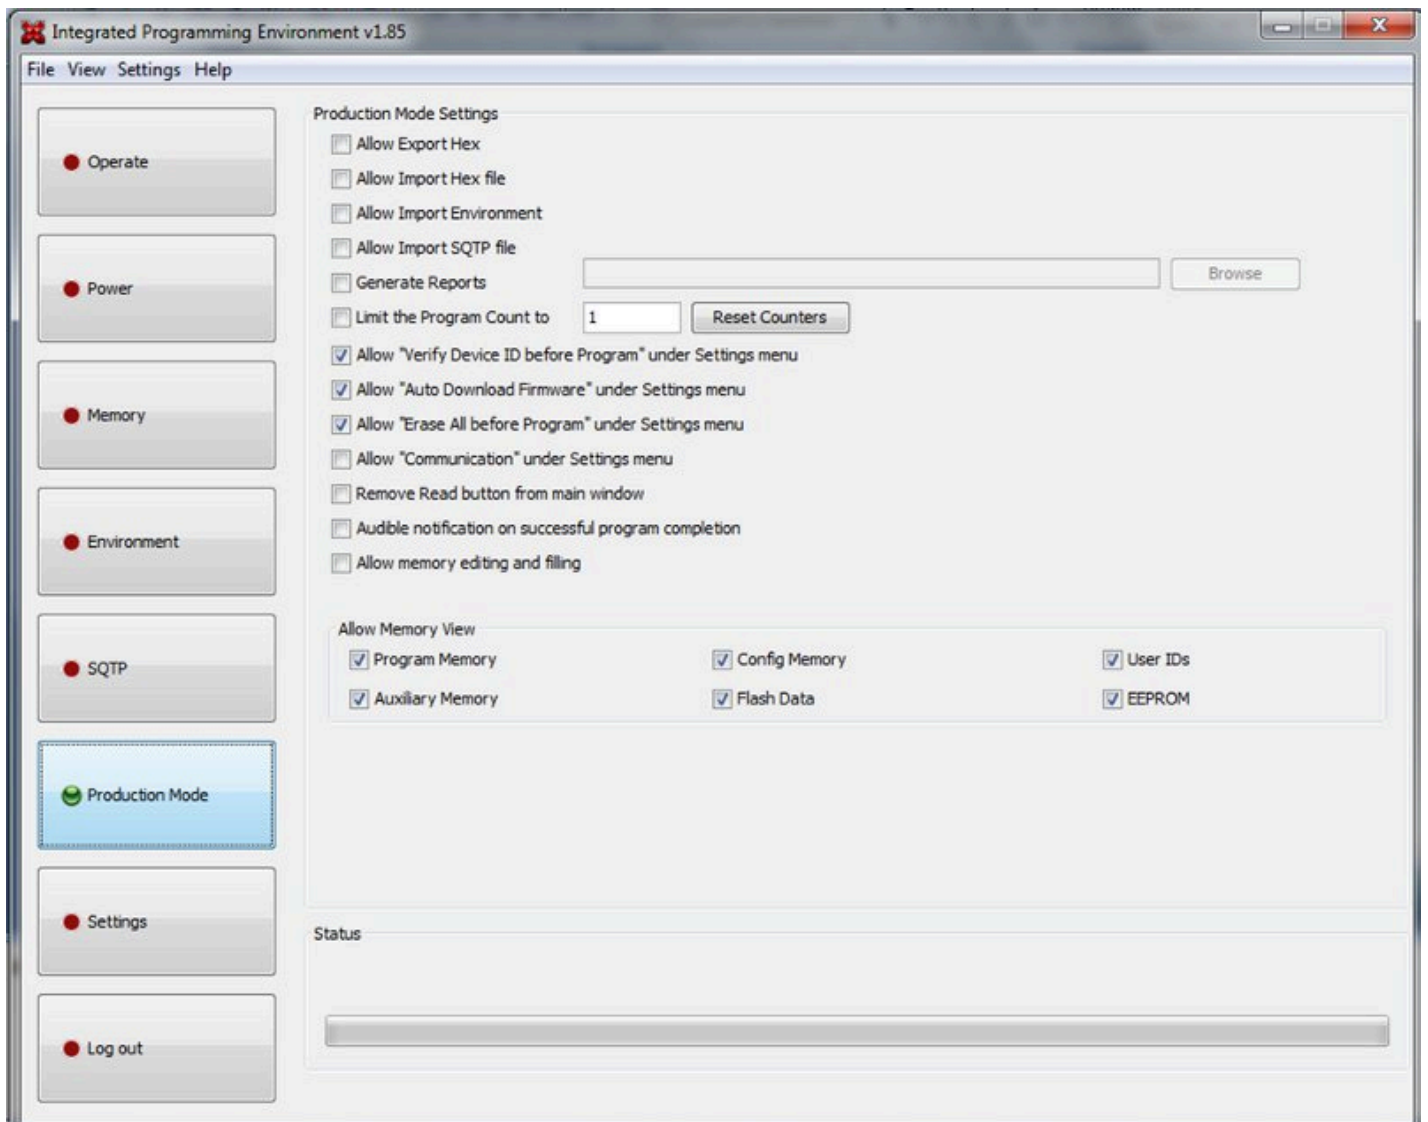 Integrated Programming Environment v1.85
File View Settings Help
Operate
Power
Memory
Environment
SQTP
Production Mode
Settings
Log out
Production Mode Settings
Allow Export Hex
Allow Import Hex file
Allow Import Environment
Allow Import SQTP file
Generate Reports Browse
Limit the Program Count to 1 Reset Counters
Allow "Verify Device ID before Program" under Settings menu
Allow "Auto Download Firmware" under Settings menu
Allow "Erase All before Program" under Settings menu
Allow "Communication" under Settings menu
Remove Read button from main window
Audible notification on successful program completion
Allow memory editing and filling
Allow Memory View
Program Memory Config Memory User IDs
Auxiliary Memory Flash Data EEPROM
Status